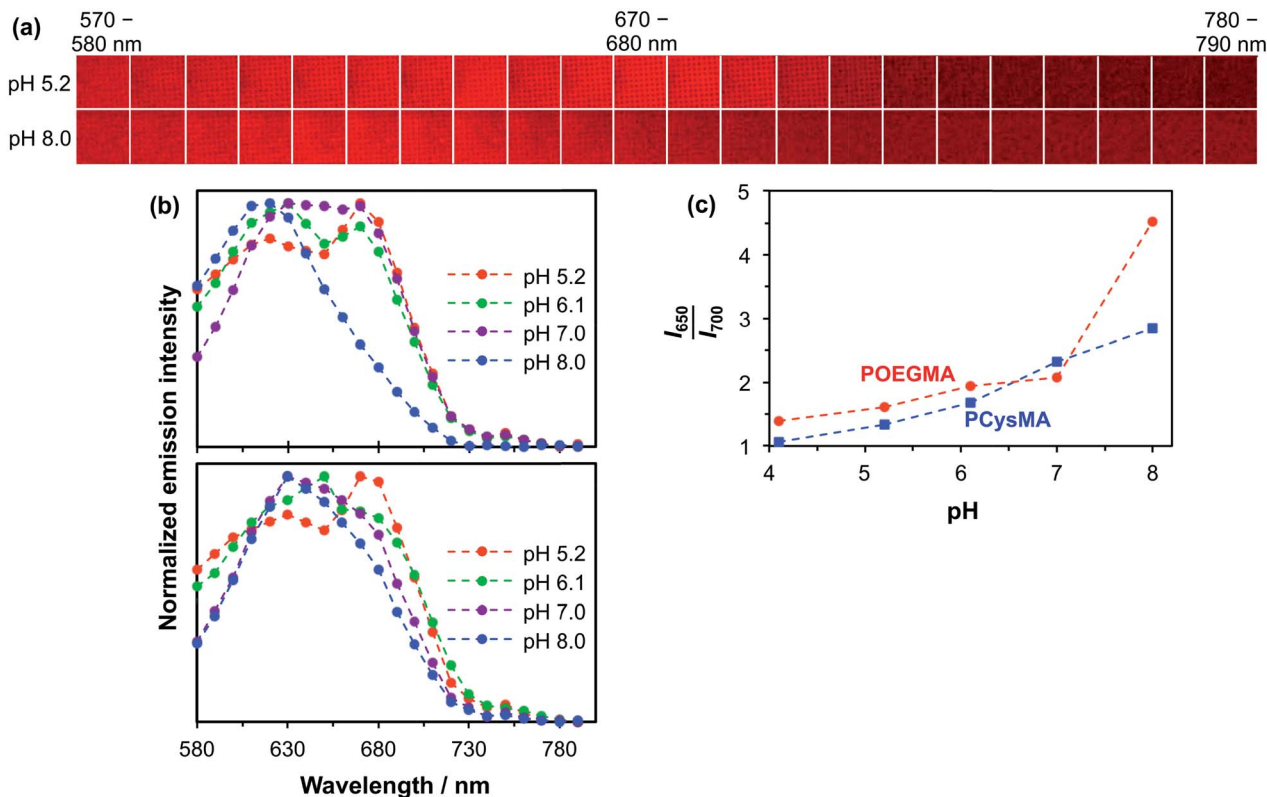 (a)
570 –
580 nm
670 –
680 nm
780 –
790 nm
pH 5.2
pH 8.0
(b)
Normalized emission intensity
pH 5.2
pH 6.1
pH 7.0
pH 8.0
pH 5.2
pH 6.1
pH 7.0
pH 8.0
580 630 680 730 780
Wavelength / nm
(c)
I650
I700
5
4
3
2
1
POEGMA
PCysMA
4 5 6 7 8
pH